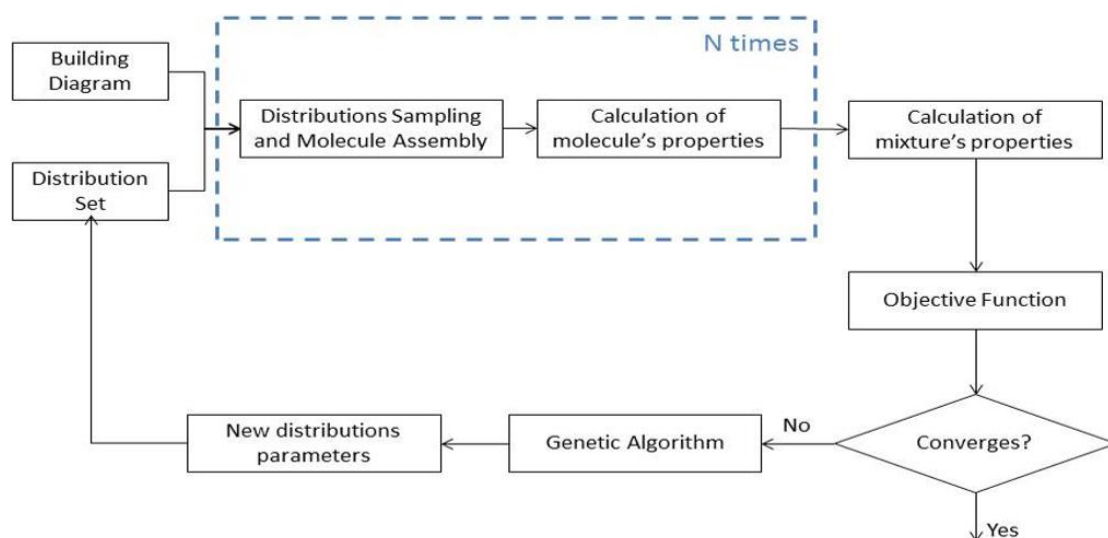 Building
Diagram
N times
Distributions Sampling
and Molecule Assembly
Calculation of
molecule's properties
Calculation of
mixture's properties
Distribution
Set
Objective Function
New distributions
parameters
Genetic Algorithm
No
Converges?
Yes